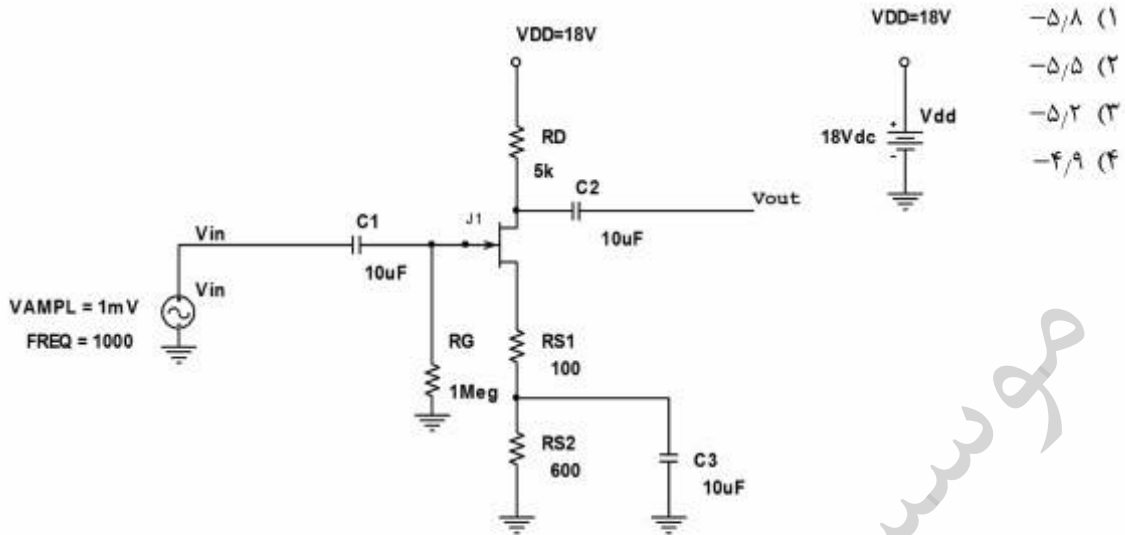 VDD=18V
RD
5k
C2
10uF
Vout
J1
C1
10uF
Vin
Vin
VAMPL = 1mV
FREQ = 1000
RG
1Meg
RS1
100
RS2
600
C3
10uF
VDD=18V
Vdd
18Vdc
+
-
۱) -۵/۸
۲) -۵/۵
۳) -۵/۲
۴) -۴/۹